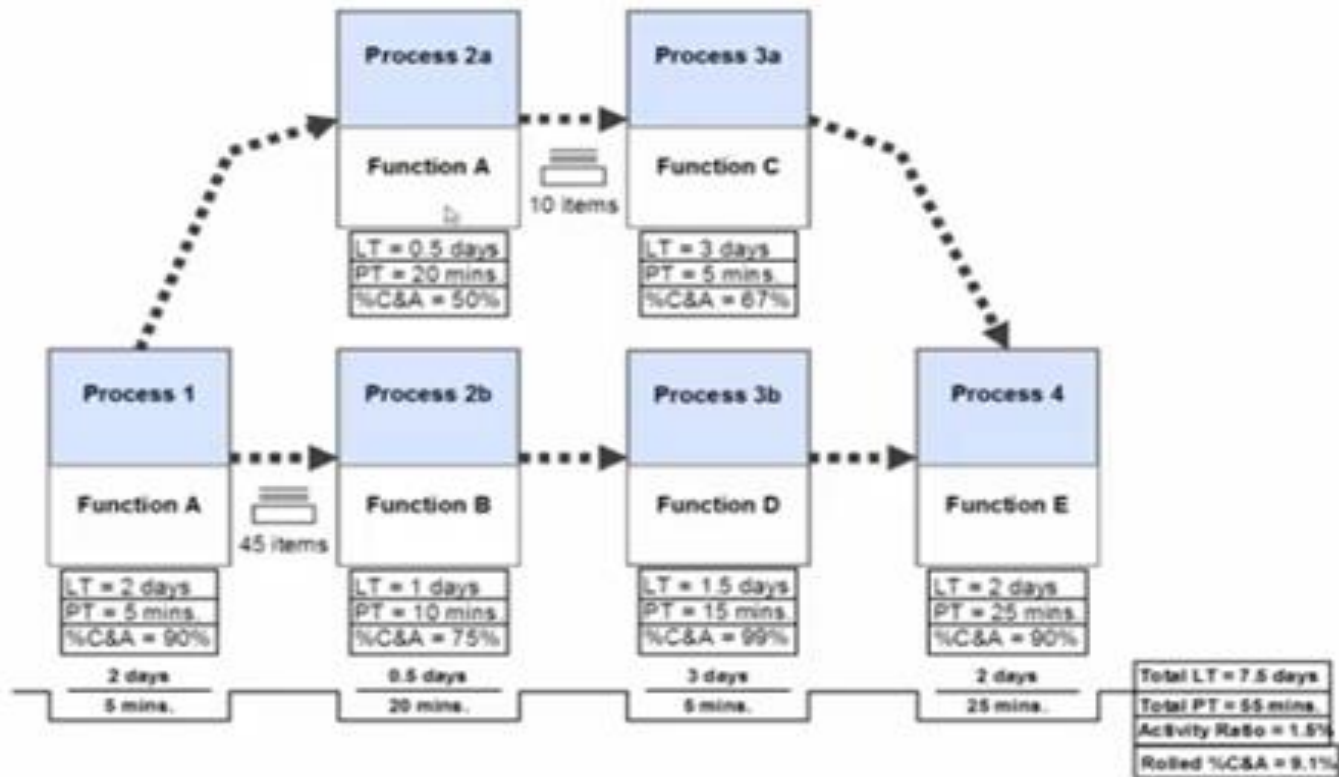 Process 2a
Function A
LT = 0.5 days
PT = 20 mins.
%C&A = 50%
10 items
Process 3a
Function C
LT = 3 days
PT = 5 mins.
%C&A = 67%
Process 1
Function A
LT = 2 days
PT = 5 mins.
%C&A = 90%
45 items
Process 2b
Function B
LT = 1 days
PT = 10 mins.
%C&A = 75%
Process 3b
Function D
LT = 1.5 days
PT = 15 mins.
%C&A = 99%
Process 4
Function E
LT = 2 days
PT = 25 mins.
%C&A = 90%
2 days
5 mins.
0.5 days
20 mins.
3 days
5 mins.
2 days
25 mins.
Total LT = 7.5 days
Total PT = 55 mins.
Activity Ratio = 1.5%
Rolled %C&A = 9.1%